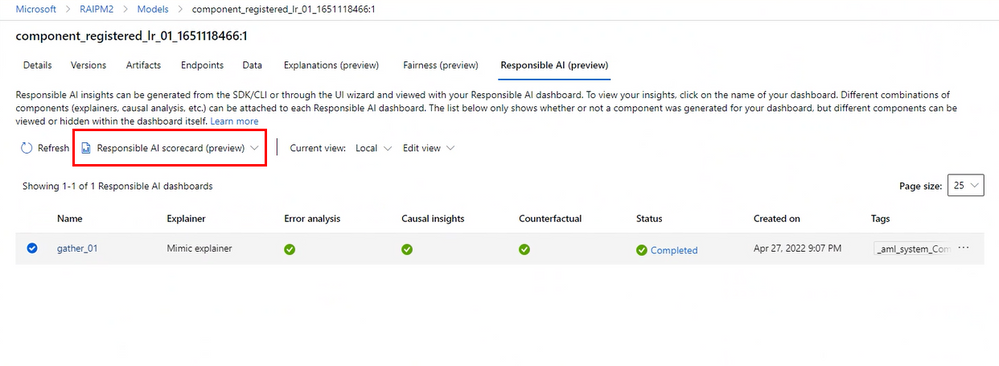 Microsoft > RAIPM2 > Models > component_registered_lr_01_1651118466:1
component_registered_lr_01_1651118466:1
Details Versions Artifacts Endpoints Data Explanations (preview) Fairness (preview) Responsible AI (preview)
Responsible AI insights can be generated from the SDK/CLI or through the UI wizard and viewed with your Responsible AI dashboard. To view your insights, click on the name of your dashboard. Different combinations of
components (explainers, causal analysis, etc.) can be attached to each Responsible AI dashboard. The list below only shows whether or not a component was generated for your dashboard, but different components can be
viewed or hidden within the dashboard itself. Learn more
Refresh Responsible AI scorecard (preview) Current view: Local Edit view
Showing 1-1 of 1 Responsible AI dashboards Page size: 25
Name Explainer Error analysis Causal insights Counterfactual Status Created on Tags
gather_01 Mimic explainer Completed Apr 27, 2022 9:07 PM _aml_system_Com ...